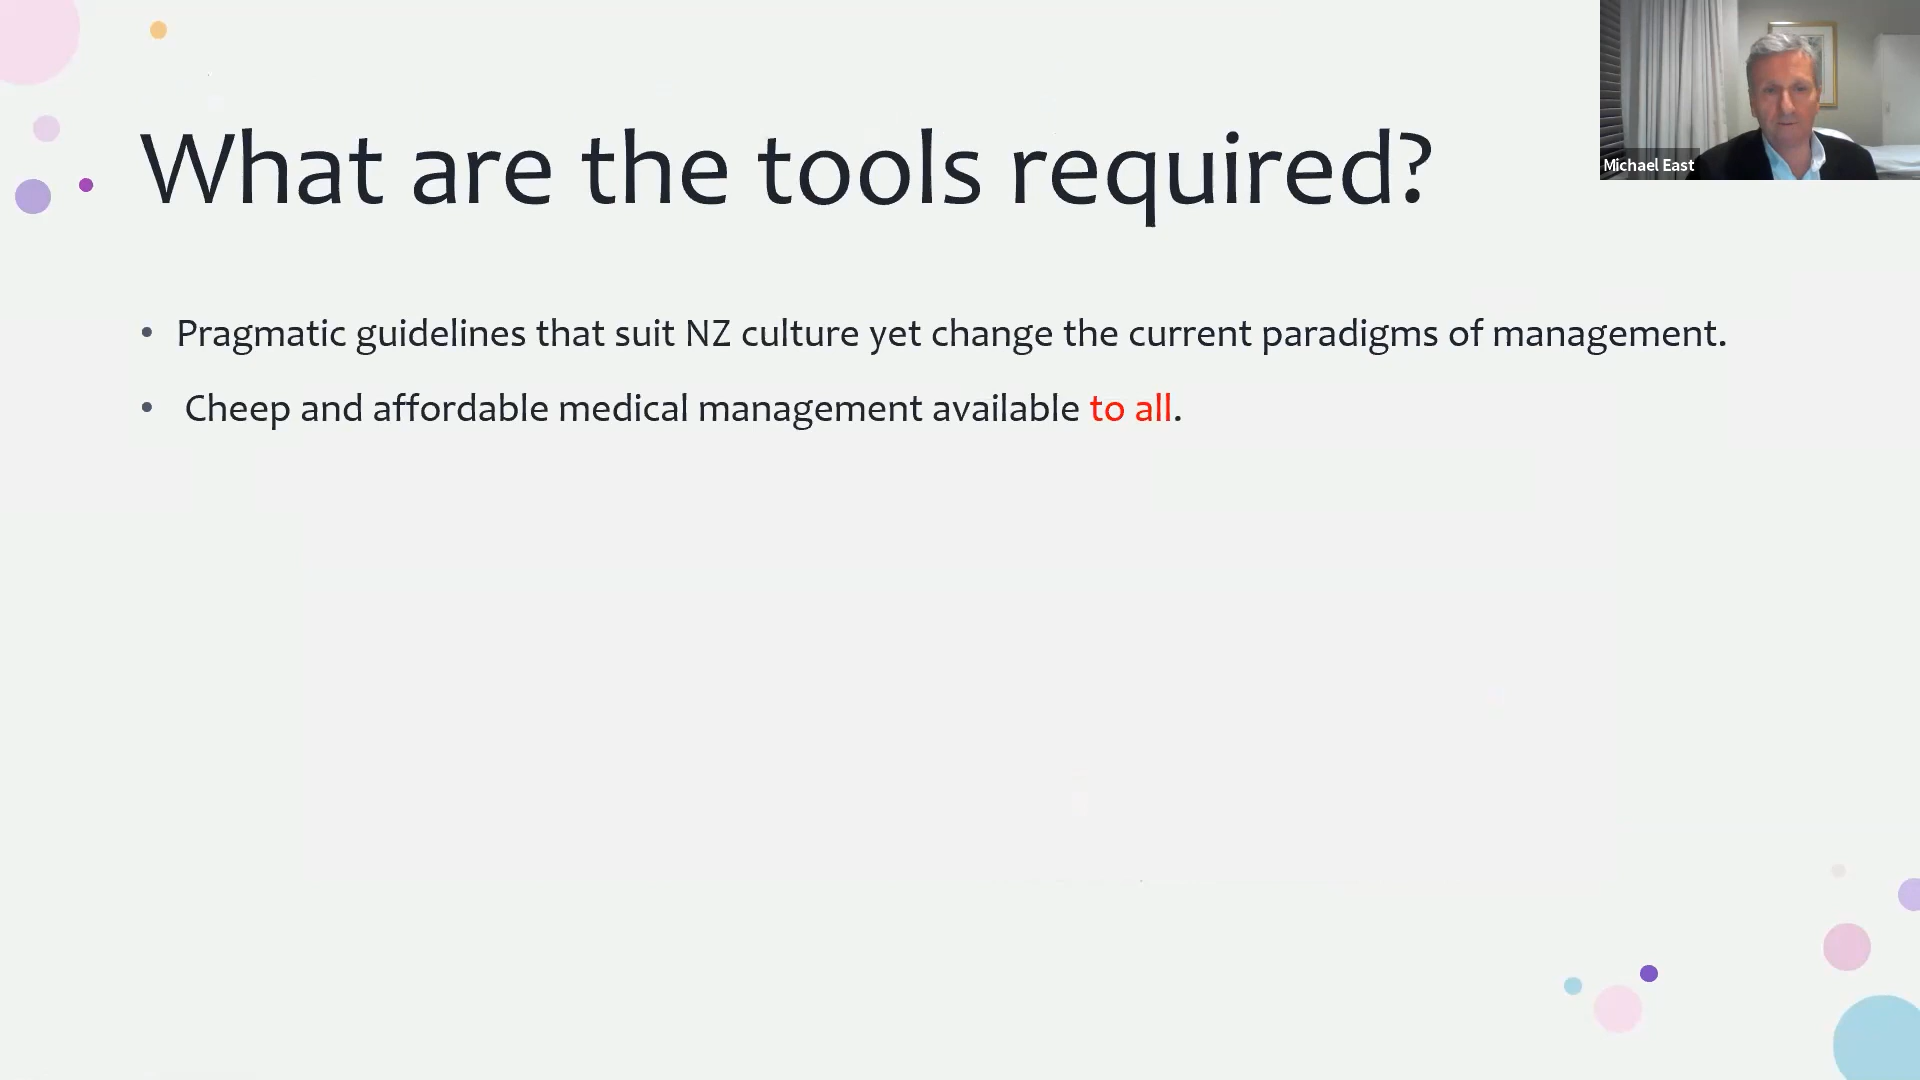 What are the tools required?
Michael East
• Pragmatic guidelines that suit NZ culture yet change the current paradigms of management.
• Cheep and affordable medical management available to all.